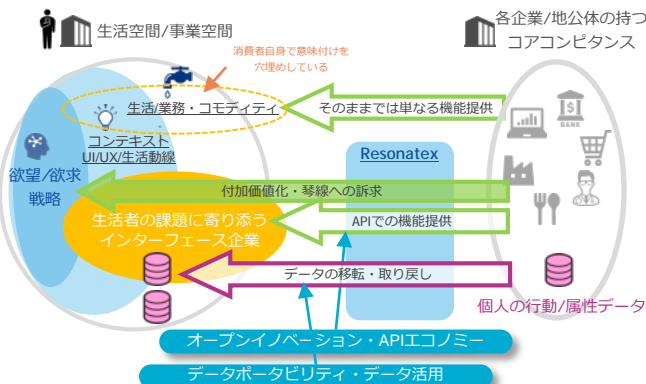 生活空間/事業空間
各企業/地公体の持つ
コアコンピタンス
消費者自身で意味付けを
穴埋めしている
生活/業務・コモディティ
そのままでは単なる機能提供
BANK
コンテキスト
UI/UX/生活動線
Resonatex
欲望/欲求
戦略
付加価値化・琴線への訴求
生活者の課題に寄り添う
インターフェース企業
APIでの機能提供
データの移転・取り戻し
個人の行動/属性データ
オープンイノベーション・APIエコノミー
データポータビリティ・データ活用